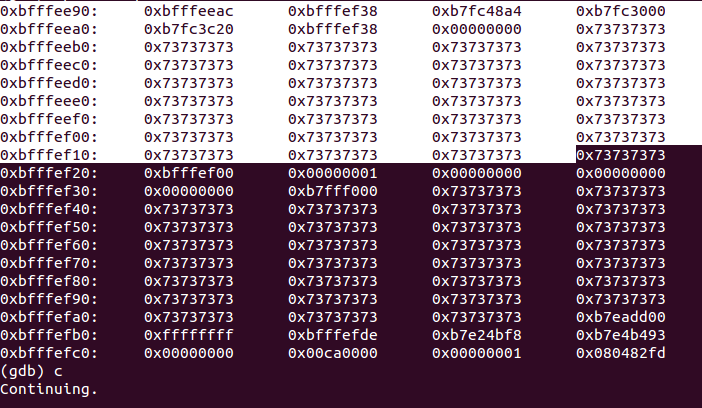 0xbfffee90: 0xbfffeeac 0xbfffef38 0xb7fc48a4 0xb7fc3000
0xbfffeea0: 0xb7fc3c20 0xbfffef38 0x00000000 0x73737373
0xbfffeeb0: 0x73737373 0x73737373 0x73737373 0x73737373
0xbfffeec0: 0x73737373 0x73737373 0x73737373 0x73737373
0xbfffeed0: 0x73737373 0x73737373 0x73737373 0x73737373
0xbfffeee0: 0x73737373 0x73737373 0x73737373 0x73737373
0xbfffeef0: 0x73737373 0x73737373 0x73737373 0x73737373
0xbfffef00: 0x73737373 0x73737373 0x73737373 0x73737373
0xbfffef10: 0x73737373 0x73737373 0x73737373 0x73737373
0xbfffef20: 0xbfffef00 0x00000001 0x00000000 0x00000000
0xbfffef30: 0x00000000 0xb7fff000 0x73737373 0x73737373
0xbfffef40: 0x73737373 0x73737373 0x73737373 0x73737373
0xbfffef50: 0x73737373 0x73737373 0x73737373 0x73737373
0xbfffef60: 0x73737373 0x73737373 0x73737373 0x73737373
0xbfffef70: 0x73737373 0x73737373 0x73737373 0x73737373
0xbfffef80: 0x73737373 0x73737373 0x73737373 0x73737373
0xbfffef90: 0x73737373 0x73737373 0x73737373 0x73737373
0xbfffefa0: 0x73737373 0x73737373 0x73737373 0xb7eadd00
0xbfffefb0: 0xffffffff 0xbfffefde 0xb7e24bf8 0xb7e4b493
0xbfffefc0: 0x00000000 0x00ca0000 0x00000001 0x080482fd
(gdb) c
Continuing.